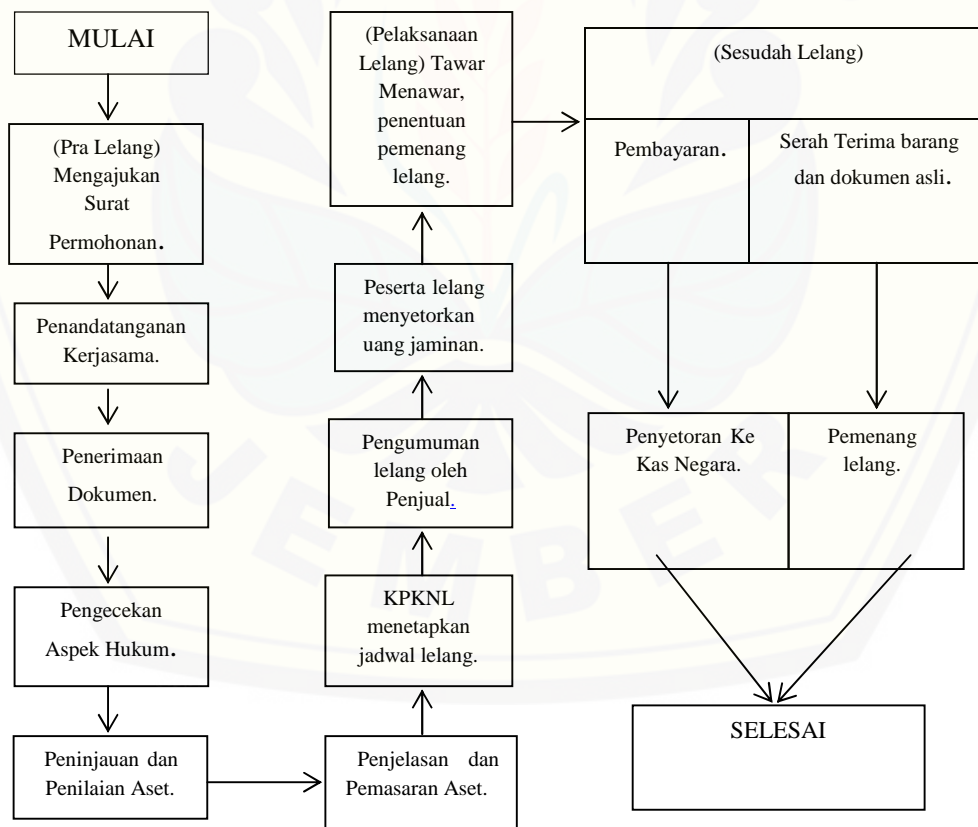 MULAI
(Pra Lelang)
Mengajukan
Surat
Permohonan.
Penandatanganan
Kerjasama.
Penerimaan
Dokumen.
Pengecekan
Aspek Hukum.
Peninjauan dan
Penilaian Aset.
Penjelasan dan
Pemasaran Aset.
KPKNL
menetapkan
jadwal lelang.
Pengumuman
lelang oleh
Penjual.
Peserta lelang
menyetorkan
uang jaminan.
(Pelaksanaan
Lelang) Tawar
Menawar,
penentuan
pemenang
lelang.
(Sesudah Lelang)
Pembayaran.
Serah Terima barang
dan dokumen asli.
Penyetoran Ke
Kas Negara.
Pemenang
lelang.
SELESAI
JEMBER